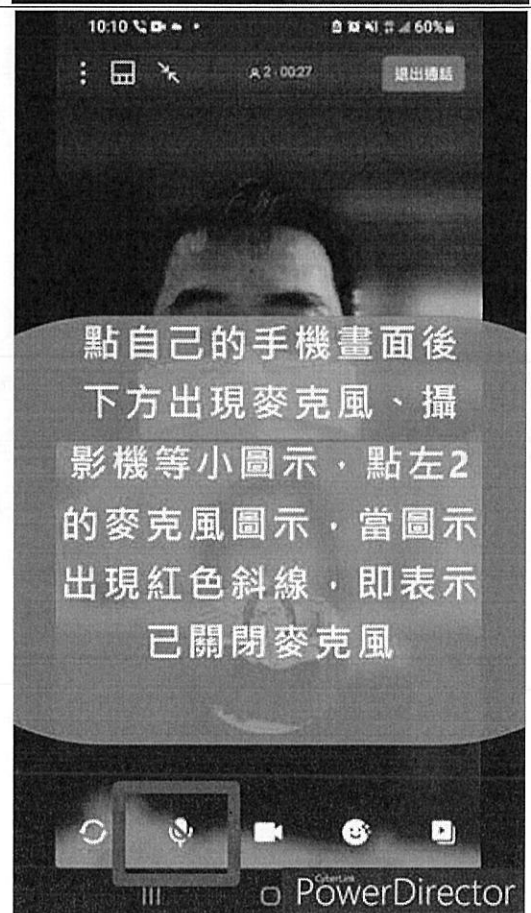 10:10
60%
2 · 00:27
退出通話
點自己的手機畫面後
下方出現麥克風、攝
影機等小圖示，點左2
的麥克風圖示，當圖示
出現紅色斜線，即表示
已關閉麥克風
CyberLink
PowerDirector